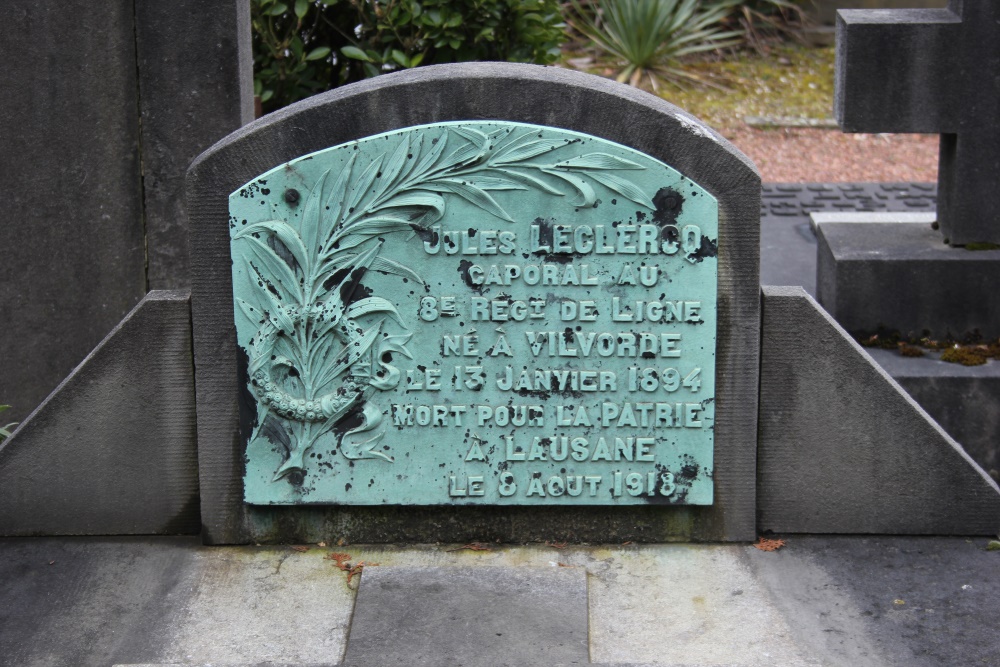 JULES LECLERCQ
CAPORAL AU
8E REGT DE LIGNE
NÉ À VILVORDE
LE 13 JANVIER 1894
MORT POUR LA PATRIE
À LAUSANE
LE 8 AOUT 1918